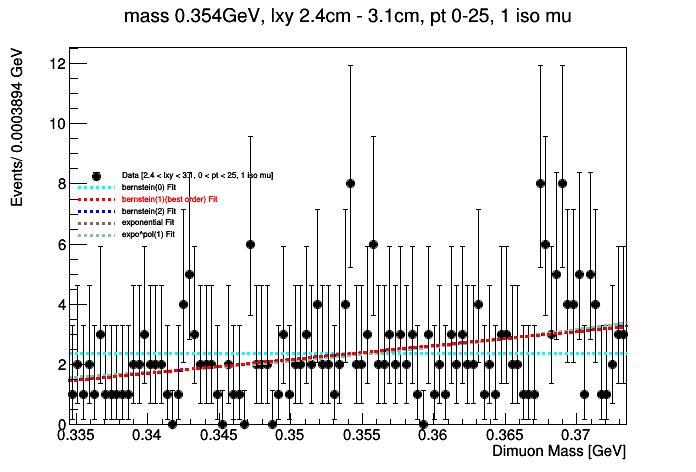 mass 0.354GeV, lxy 2.4cm - 3.1cm, pt 0-25, 1 iso mu
Events/ 0.0003894 GeV
12
10
8
6
4
2
0
Data [2.4 < lxy < 3.1, 0 < pt < 25, 1 iso mu]
bernstein(0) Fit
bernstein(1)(best order) Fit
bernstein(2) Fit
exponential Fit
expo*pol(1) Fit
0.335 0.34 0.345 0.35 0.355 0.36 0.365 0.37
Dimuon Mass [GeV]